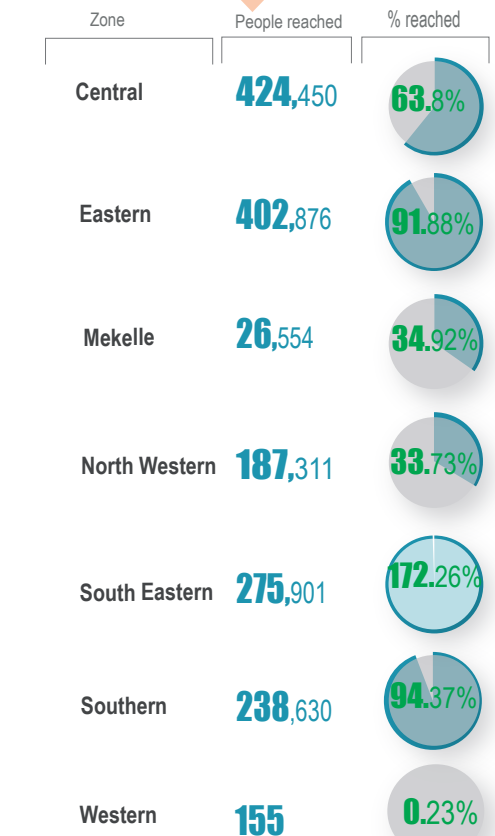 Zone People reached % reached
Central 424,450 63.8%
Eastern 402,876 91.88%
Mekelle 26,554 34.92%
North Western 187,311 33.73%
South Eastern 275,901 172.26%
Southern 238,630 94.37%
Western 155 0.23%